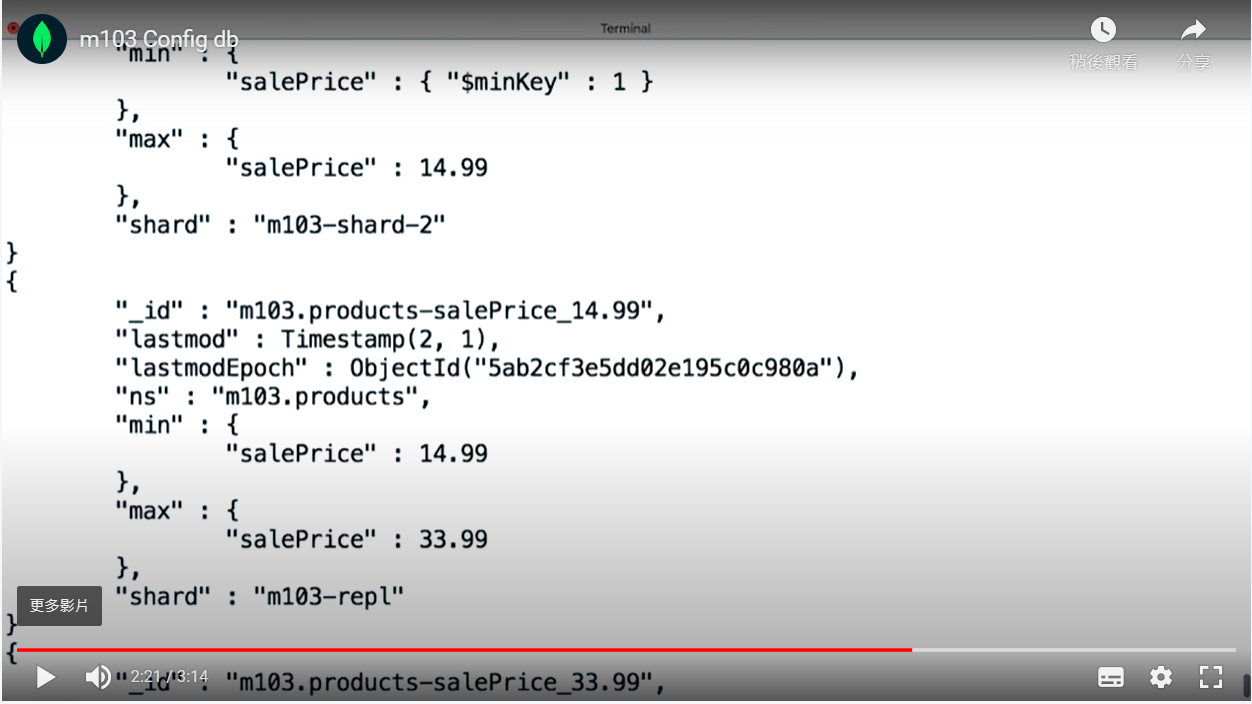 Terminal
m103 Config db
稍後觀看
分享
"min" : {
"salePrice" : { "$minKey" : 1 }
},
"max" : {
"salePrice" : 14.99
},
"shard" : "m103-shard-2"
}
{
"_id" : "m103.products-salePrice_14.99",
"lastmod" : Timestamp(2, 1),
"lastmodEpoch" : ObjectId("5ab2cf3e5dd02e195c0c980a"),
"ns" : "m103.products",
"min" : {
"salePrice" : 14.99
},
"max" : {
"salePrice" : 33.99
},
"shard" : "m103-repl"
更多影片
}
{
2:21 / 3:14
"_id" : "m103.products-salePrice_33.99",